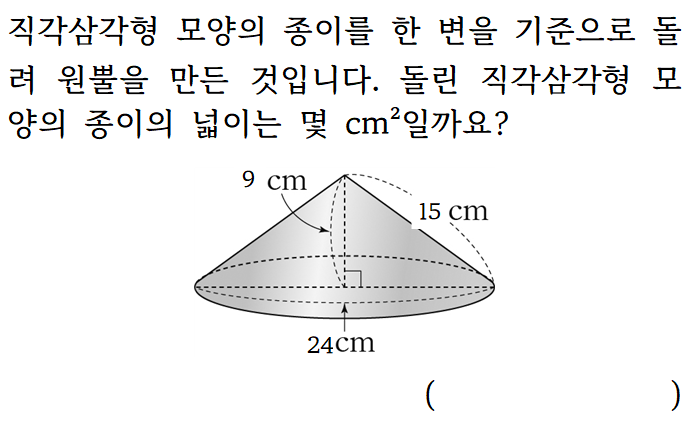 직각삼각형 모양의 종이를 한 변을 기준으로 돌
려 원뿔을 만든 것입니다. 돌린 직각삼각형 모
양의 종이의 넓이는 몇 cm²일까요?
9 cm
15 cm
24cm
( )